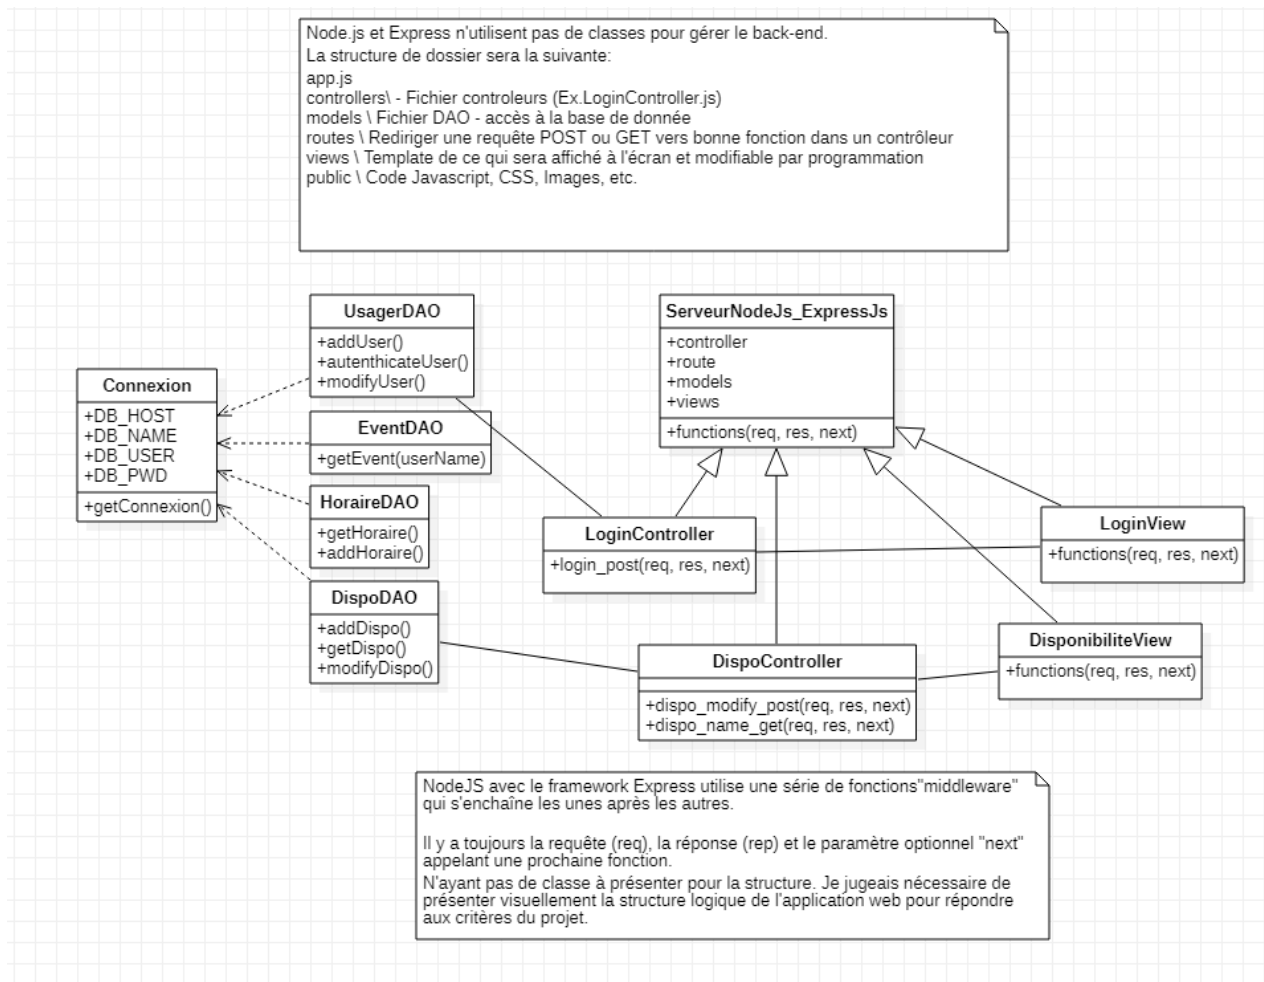 Node.js et Express n'utilisent pas de classes pour gérer le back-end.
La structure de dossier sera la suivante:
app.js
controllers\ - Fichier controleurs (Ex.LoginController.js)
models \ Fichier DAO - accès à la base de donnée
routes \ Rediriger une requête POST ou GET vers bonne fonction dans un contrôleur
views \ Template de ce qui sera affiché à l'écran et modifiable par programmation
public \ Code Javascript, CSS, Images, etc.
Connexion
+DB_HOST
+DB_NAME
+DB_USER
+DB_PWD
+getConnexion()
UsagerDAO
+addUser()
+autenthicateUser()
+modifyUser()
EventDAO
+getEvent(userName)
HoraireDAO
+getHoraire()
+addHoraire()
DispoDAO
+addDispo()
+getDispo()
+modifyDispo()
ServeurNodeJs_ExpressJs
+controller
+route
+models
+views
+functions(req, res, next)
LoginController
+login_post(req, res, next)
LoginView
+functions(req, res, next)
DispoController
+dispo_modify_post(req, res, next)
+dispo_name_get(req, res, next)
DisponibiliteView
+functions(req, res, next)
NodeJS avec le framework Express utilise une série de fonctions"middleware"
qui s'enchaîne les unes après les autres.
Il y a toujours la requête (req), la réponse (rep) et le paramètre optionnel "next"
appelant une prochaine fonction.
N'ayant pas de classe à présenter pour la structure. Je jugeais nécessaire de
présenter visuellement la structure logique de l'application web pour répondre
aux critères du projet.